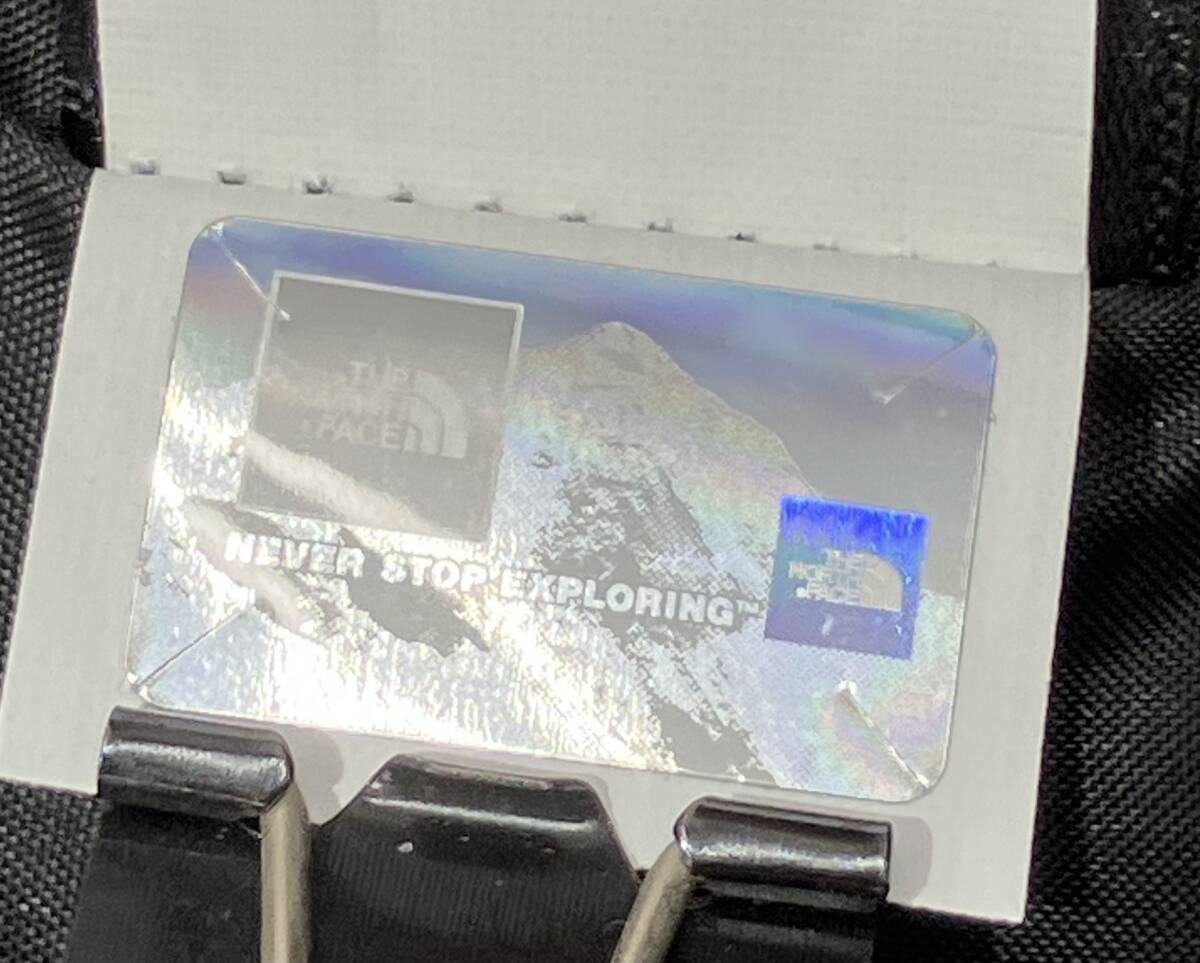 THE
NORTH
FACE
NEVER STOP EXPLORING™
THE
NORTH
FACE